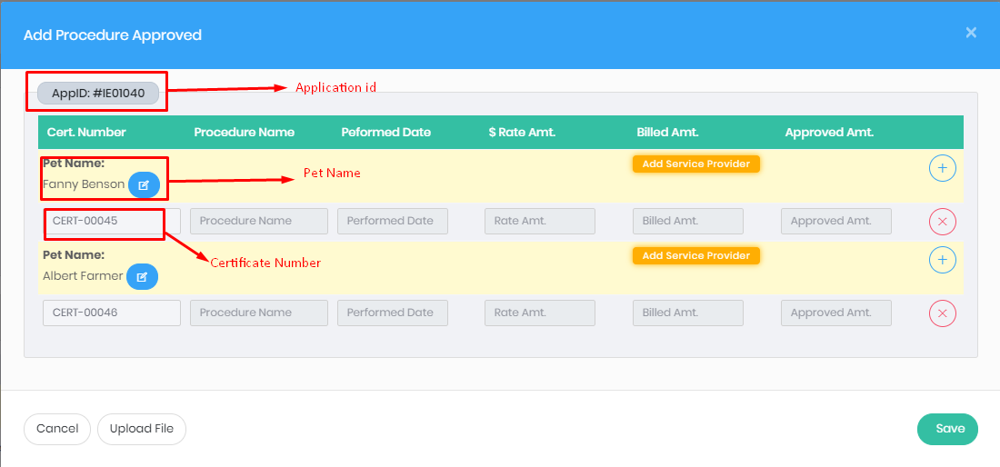 Add Procedure Approved
AppID: #IE01040
Application id
Cert. Number Procedure Name Peformed Date $ Rate Amt. Billed Amt. Approved Amt.
Pet Name:
Add Service Provider
Fanny Benson
Pet Name
CERT-00045 Procedure Name Performed Date Rate Amt. Billed Amt. Approved Amt.
Pet Name:
Add Service Provider
Certificate Number
Albert Farmer
CERT-00046 Procedure Name Performed Date Rate Amt. Billed Amt. Approved Amt.
Cancel Upload File Save